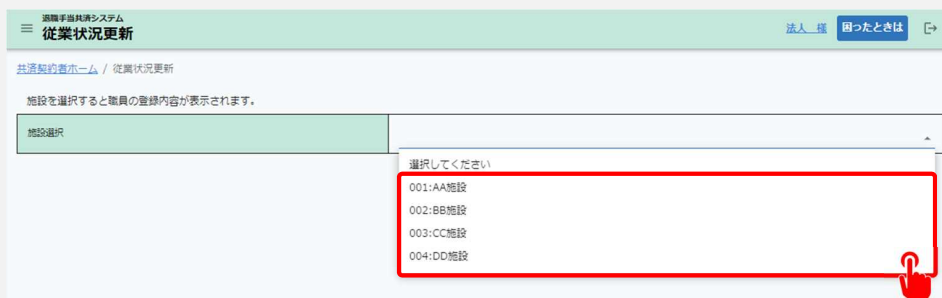 退職手当共済システム
従業状況更新
法人 様 困ったときは
共済契約者ホーム / 従業状況更新
施設を選択すると職員の登録内容が表示されます。
施設選択
選択してください
001:AA施設
002:BB施設
003:CC施設
004:DD施設